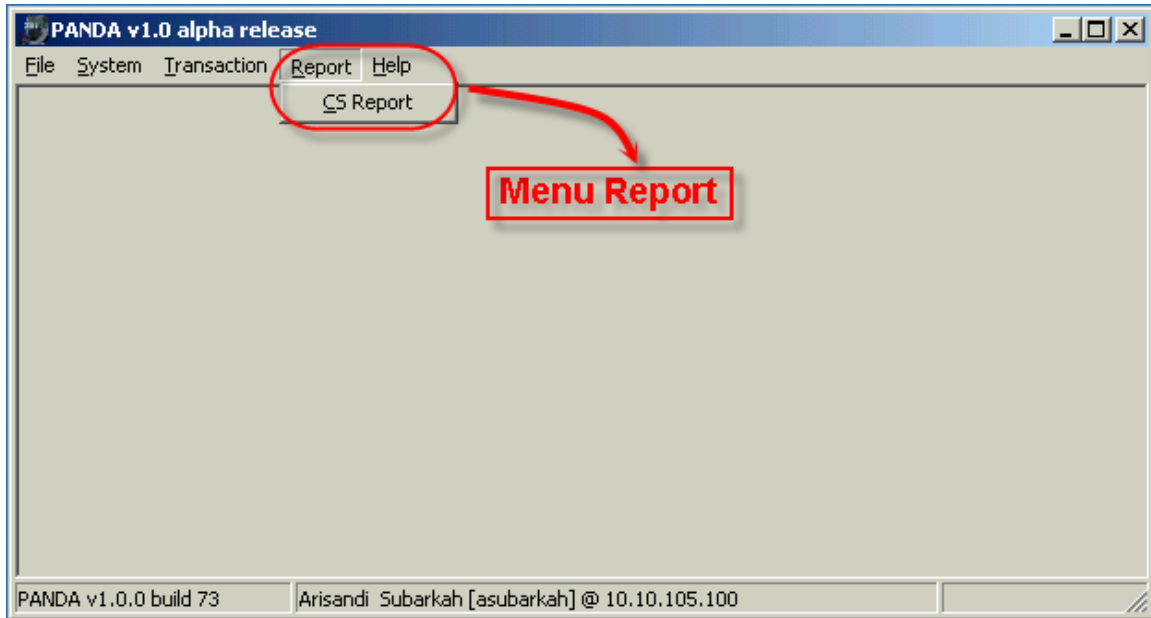 PANDA v1.0 alpha release
File System Transaction Report Help
CS Report
Menu Report
PANDA v1.0.0 build 73 Arisandi Subarkah [asubarkah] @ 10.10.105.100